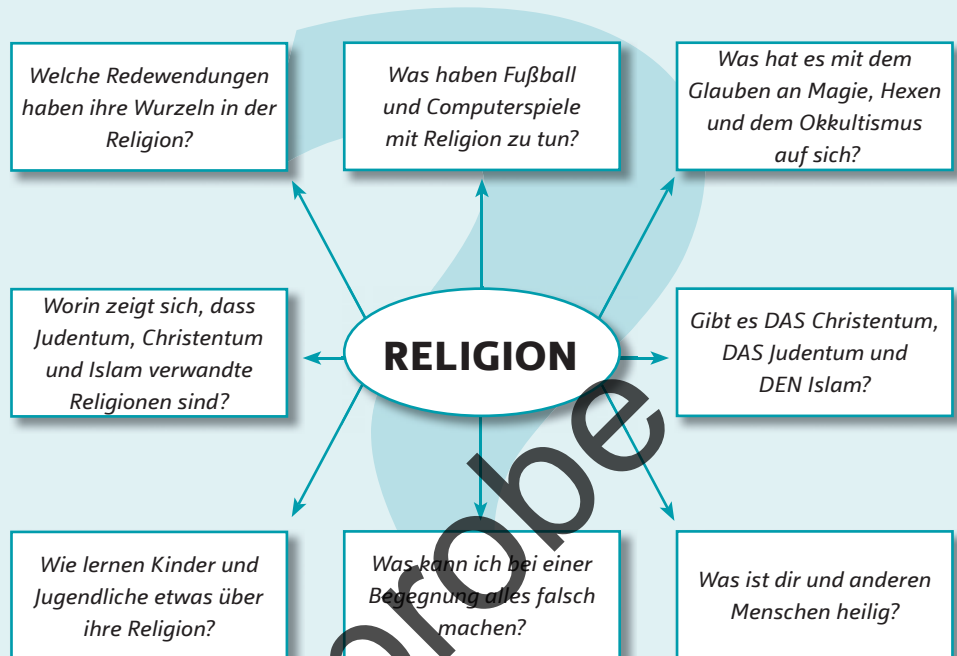 Welche Redewendungen
haben ihre Wurzeln in der
Religion?
Was haben Fußball
und Computerspiele
mit Religion zu tun?
Was hat es mit dem
Glauben an Magie, Hexen
und dem Okkultismus
auf sich?
Worin zeigt sich, dass
Judentum, Christentum
und Islam verwandte
Religionen sind?
RELIGION
Gibt es DAS Christentum,
DAS Judentum und
DEN Islam?
Wie lernen Kinder und
Jugendliche etwas über
ihre Religion?
Was kann ich bei einer
Begegnung alles falsch
machen?
Was ist dir und anderen
Menschen heilig?
probe